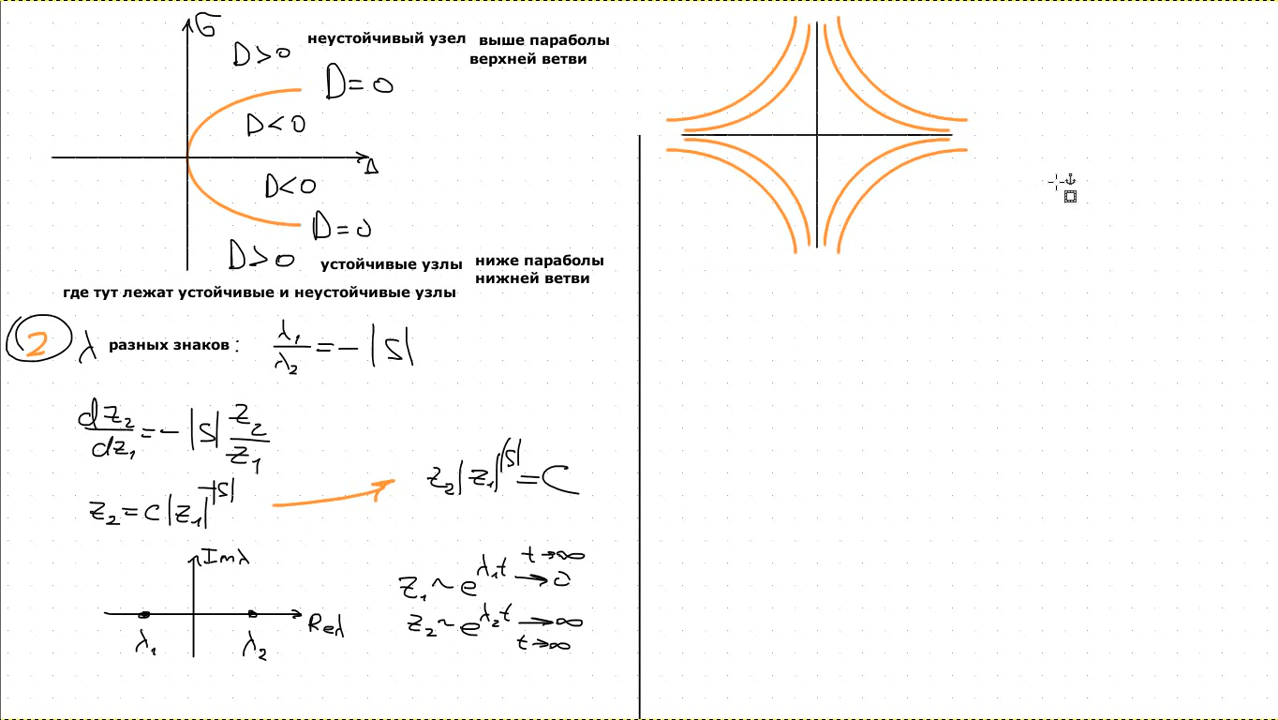 σ
D>0 неустойчивый узел выше параболы
верхней ветви
D=0
D<0
Δ
D<0
D=0
D>0 устойчивые узлы ниже параболы
нижней ветви
где тут лежат устойчивые и неустойчивые узлы
2 λ разных знаков: λ₁/λ₂ = -|S|
dz₂/dz₁ = -|S| z₂/z₁
z₂ = C|z₁|^-|S| z₂|z₁|^|S| = C
Imλ
Reλ
λ₁ λ₂
z₁ ~ e^λ₁t → 0 t→∞
z₂ ~ e^λ₂t → ∞ t→∞